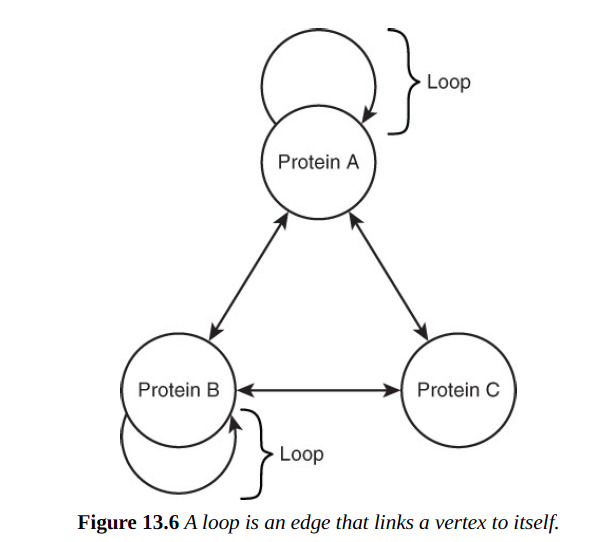 Loop
Protein A
Protein B
Protein C
Loop
Figure 13.6 A loop is an edge that links a vertex to itself.